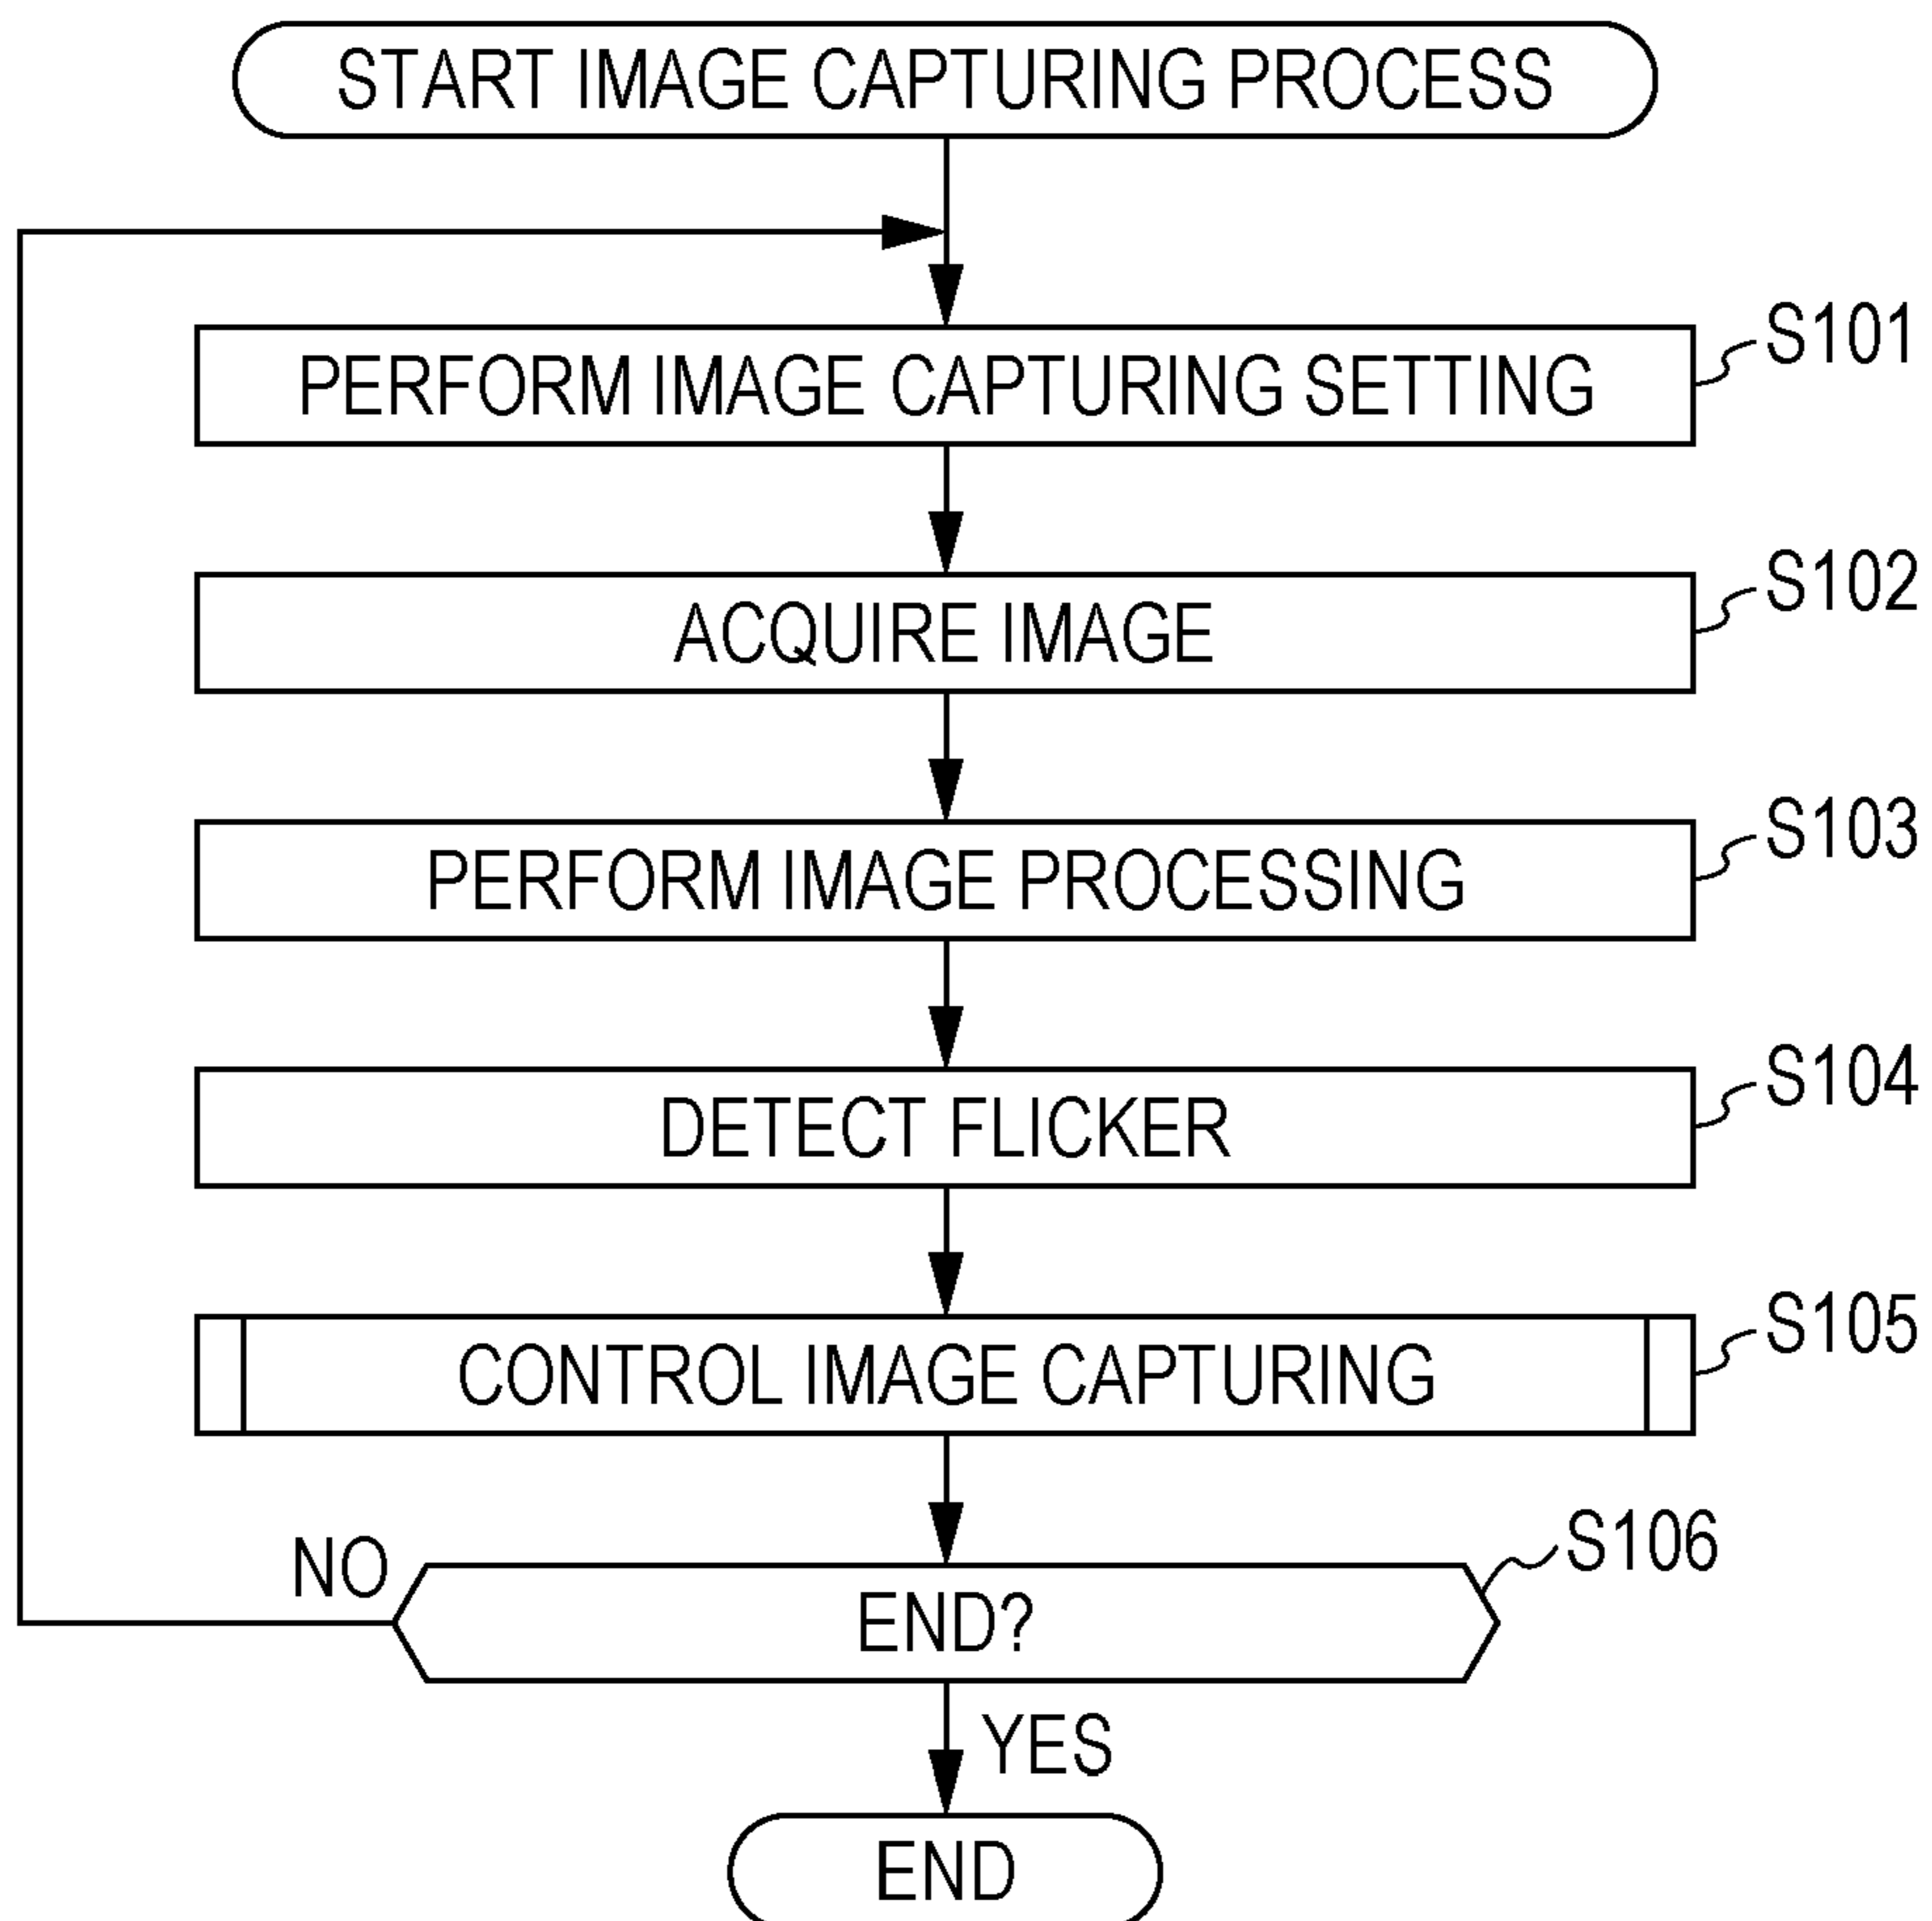 START IMAGE CAPTURING PROCESS
PERFORM IMAGE CAPTURING SETTING
S101
ACQUIRE IMAGE
S102
PERFORM IMAGE PROCESSING
S103
DETECT FLICKER
S104
CONTROL IMAGE CAPTURING
S105
NO
END?
S106
YES
END